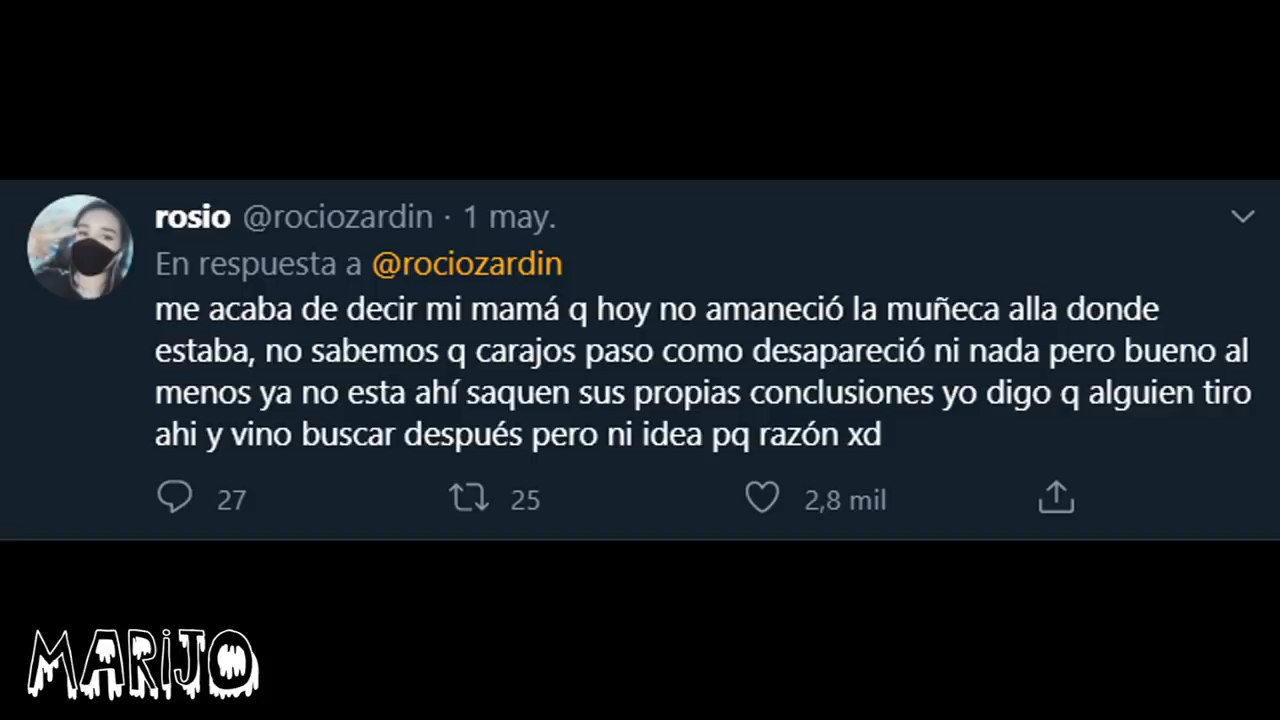 rosio @rociozardin · 1 may.
En respuesta a @rociozardin
me acaba de decir mi mamá q hoy no amaneció la muñeca alla donde
estaba, no sabemos q carajos paso como desapareció ni nada pero bueno al
menos ya no esta ahí saquen sus propias conclusiones yo digo q alguien tiro
ahi y vino buscar después pero ni idea pq razón xd
27 25 2,8 mil
MARiJO